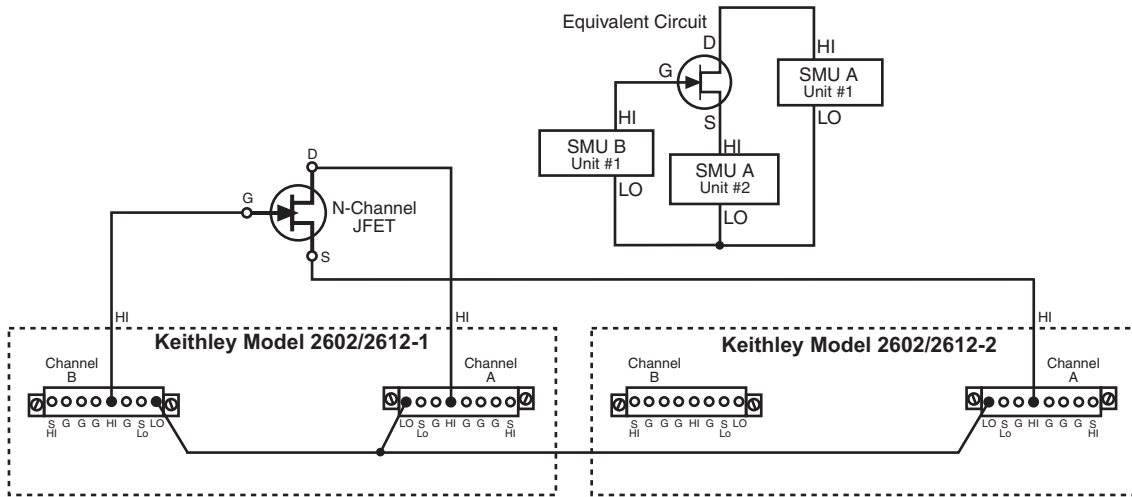 Equivalent Circuit
D
G
S
HI
SMU A
Unit #1
LO
HI
SMU B
Unit #1
LO
HI
SMU A
Unit #2
LO
D
G
N-Channel
JFET
S
HI
HI
HI
Keithley Model 2602/2612-1
Channel
B
S HI G G G HI G S Lo LO
Channel
A
LO S Lo G HI G G G S HI
Keithley Model 2602/2612-2
Channel
B
S HI G G G HI G S Lo LO
Channel
A
LO S Lo G HI G G G S HI